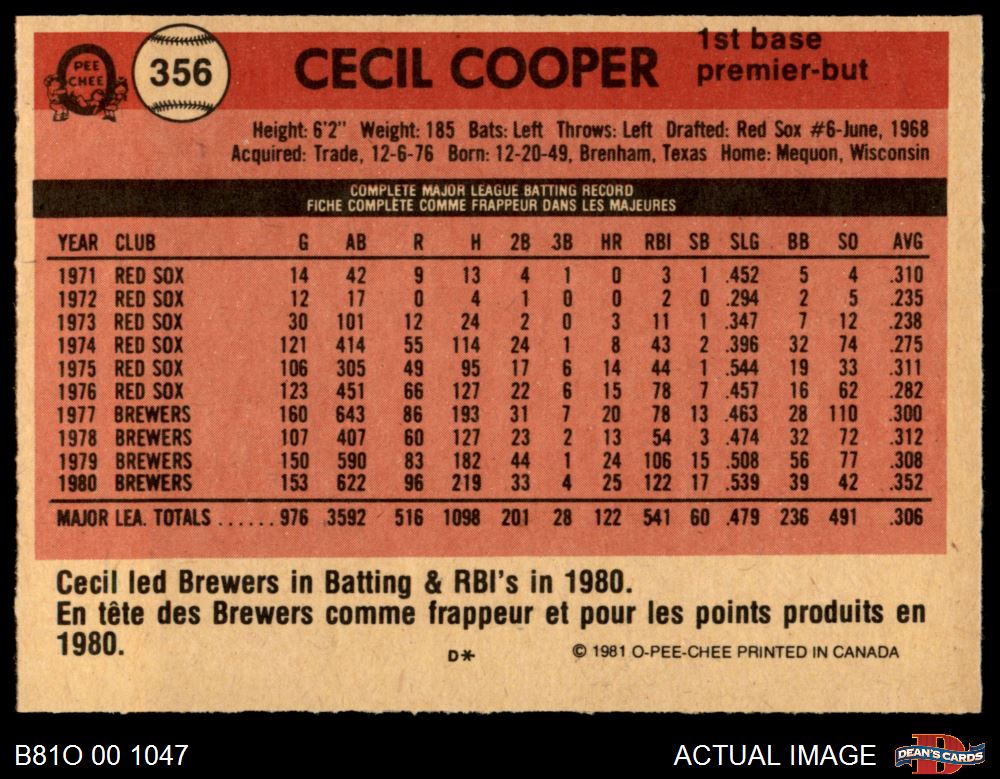 PEE
CHEE
356
CECIL COOPER
1st base
premier-but
Height: 6'2" Weight: 185 Bats: Left Throws: Left Drafted: Red Sox #6-June, 1968
Acquired: Trade, 12-6-76 Born: 12-20-49, Brenham, Texas Home: Mequon, Wisconsin
COMPLETE MAJOR LEAGUE BATTING RECORD
FICHE COMPLÈTE COMME FRAPPEUR DANS LES MAJEURES
YEAR CLUB G AB R H 2B 3B HR RBI SB SLG BB SO AVG
1971 RED SOX 14 42 9 13 4 1 0 3 1 .452 5 4 .310
1972 RED SOX 12 17 0 4 1 0 0 2 0 .294 2 5 .235
1973 RED SOX 30 101 12 24 2 0 3 11 1 .347 7 12 .238
1974 RED SOX 121 414 55 114 24 1 8 43 2 .396 32 74 .275
1975 RED SOX 106 305 49 95 17 6 14 44 1 .544 19 33 .311
1976 RED SOX 123 451 66 127 22 6 15 78 7 .457 16 62 .282
1977 BREWERS 160 643 86 193 31 7 20 78 13 .463 28 110 .300
1978 BREWERS 107 407 60 127 23 2 13 54 3 .474 32 72 .312
1979 BREWERS 150 590 83 182 44 1 24 106 15 .508 56 77 .308
1980 BREWERS 153 622 96 219 33 4 25 122 17 .539 39 42 .352
MAJOR LEA. TOTALS ...... 976 3592 516 1098 201 28 122 541 60 .479 236 491 .306
Cecil led Brewers in Batting & RBI's in 1980.
En tête des Brewers comme frappeur et pour les points produits en
1980.
D*
© 1981 O-PEE-CHEE PRINTED IN CANADA
B81O 00 1047
ACTUAL IMAGE
DEAN'S CARDS